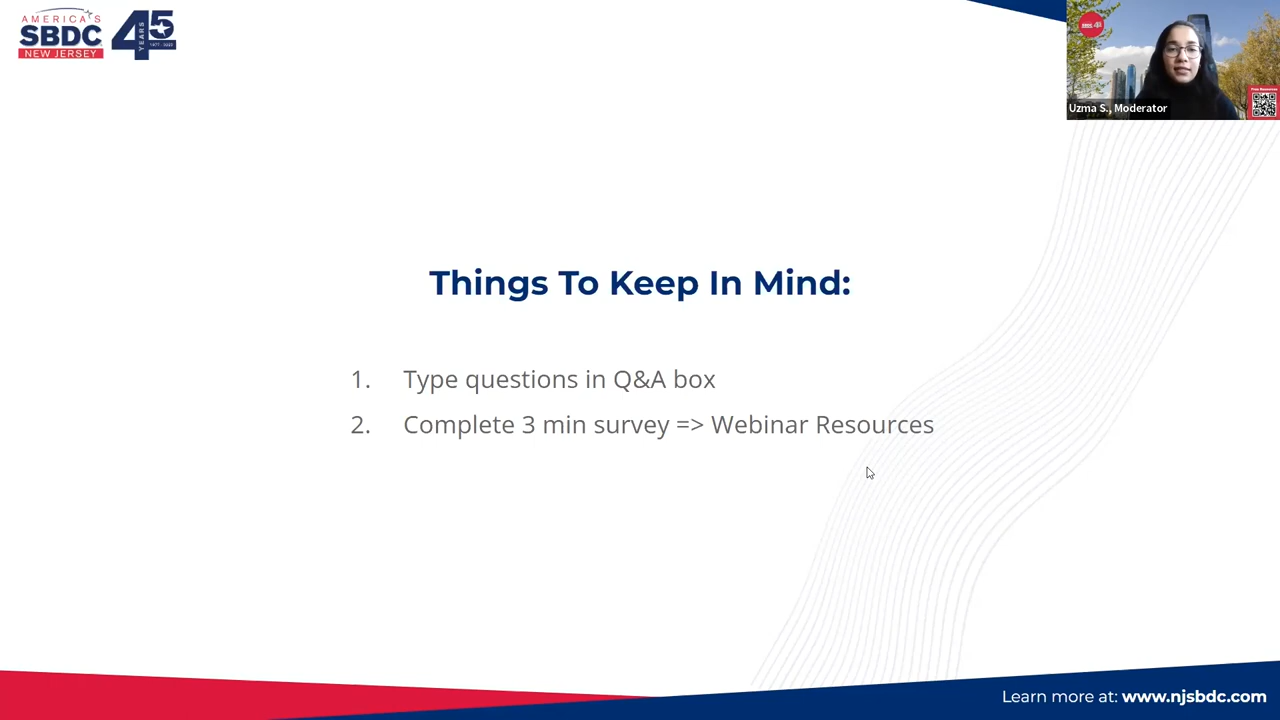 AMERICA'S
SBDC
NEW JERSEY
45
YEARS
Uzma S., Moderator
Things To Keep In Mind:
1. Type questions in Q&A box
2. Complete 3 min survey => Webinar Resources
Learn more at: www.njsbdc.com